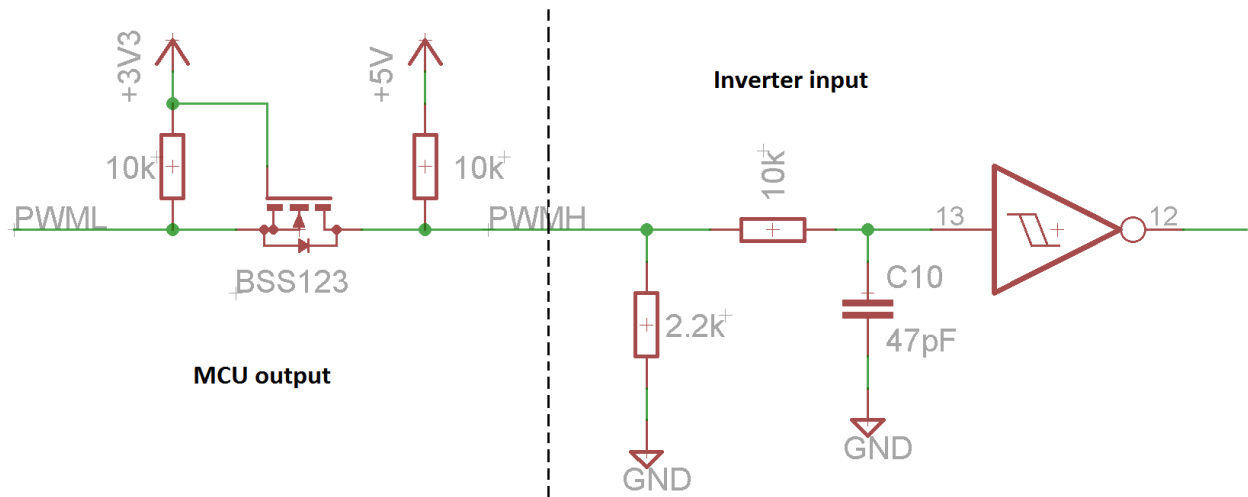 +3V3
+5V
Inverter input
10k
10k
10k
PWML
PWMH
13
12
BSS123
2.2k
C10
47pF
MCU output
GND
GND